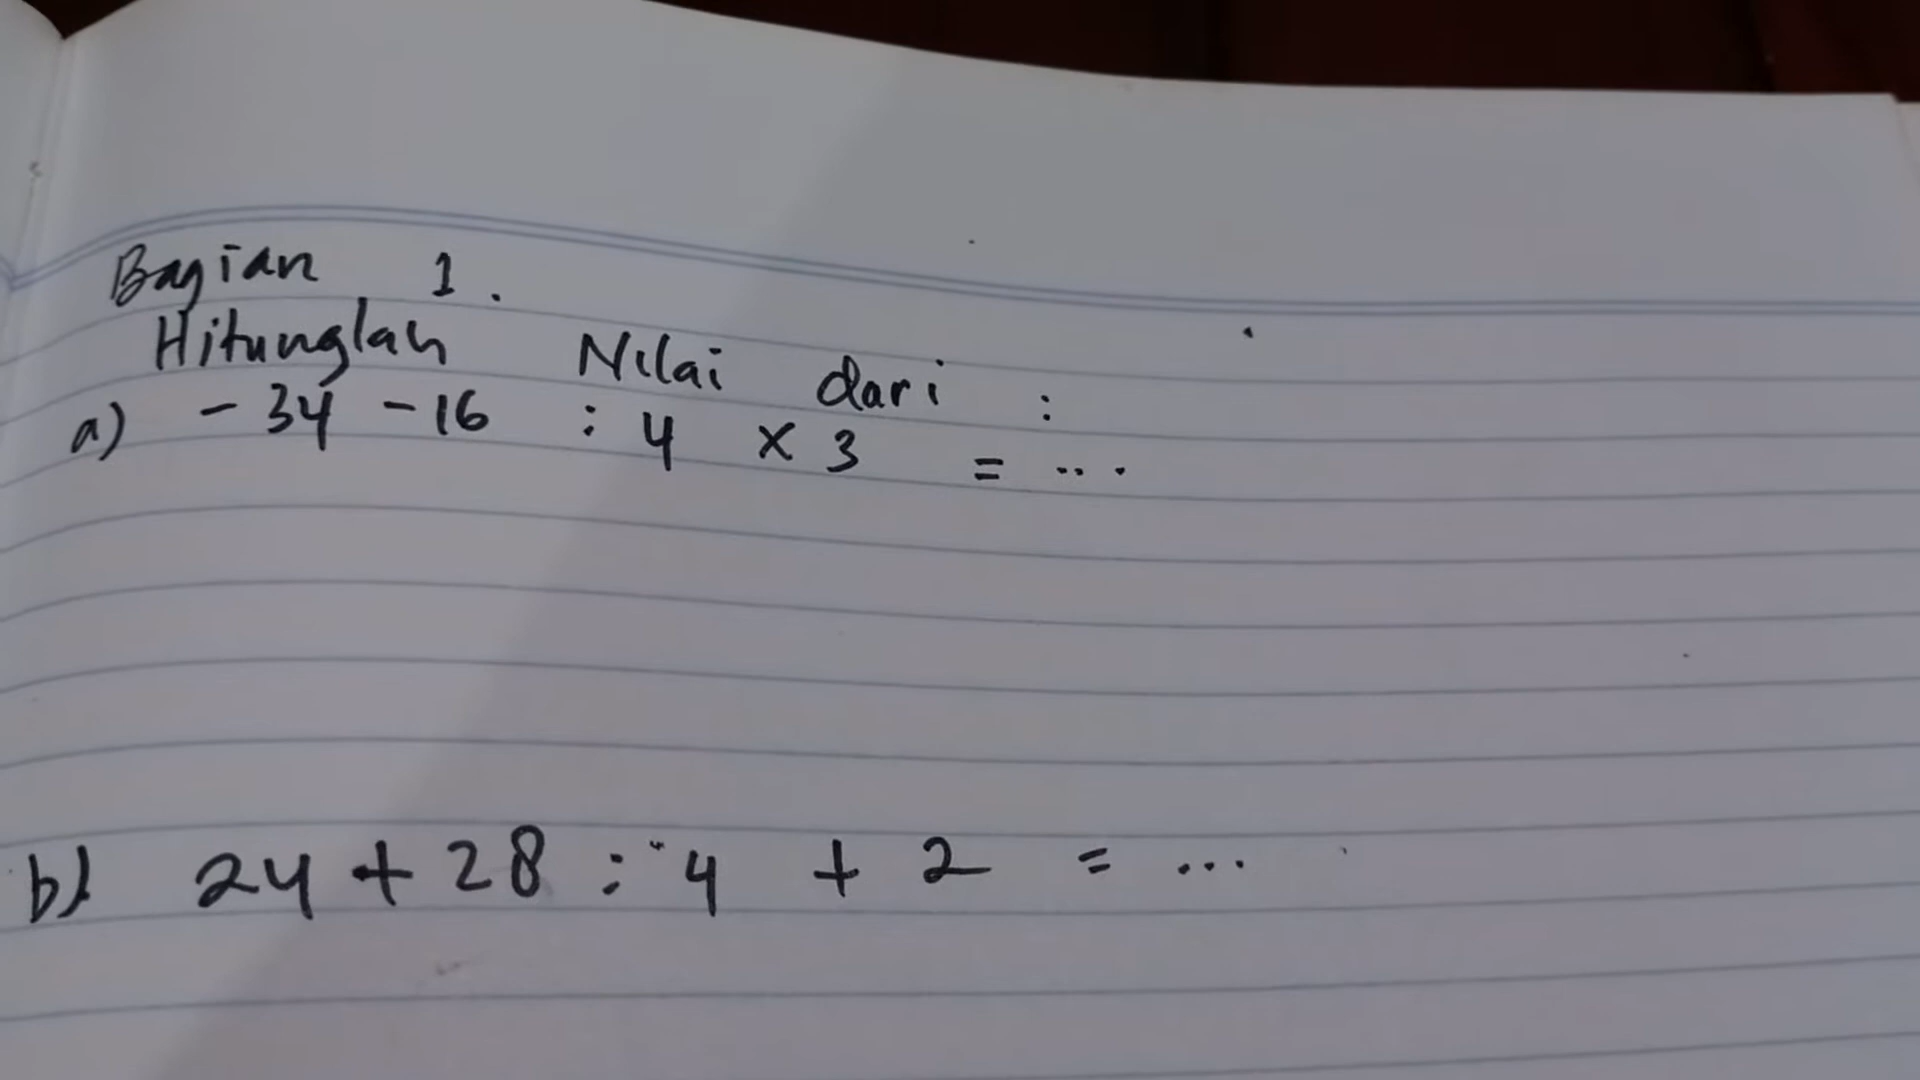 Bagian 1.
Hitunglah Nilai dari :
a) - 34 - 16 : 4 x 3 = ...
b) 24 + 28 : 4 + 2 = ...